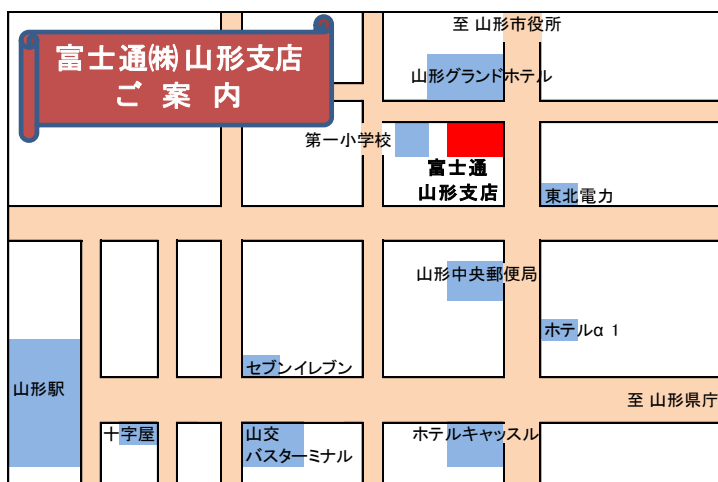 至 山形市役所
富士通㈱山形支店
ご 案 内
山形グランドホテル
第一小学校
富士通
山形支店
東北電力
山形中央郵便局
ホテルα 1
セブンイレブン
山形駅
至 山形県庁
十字屋
山交
バスターミナル
ホテルキャッスル